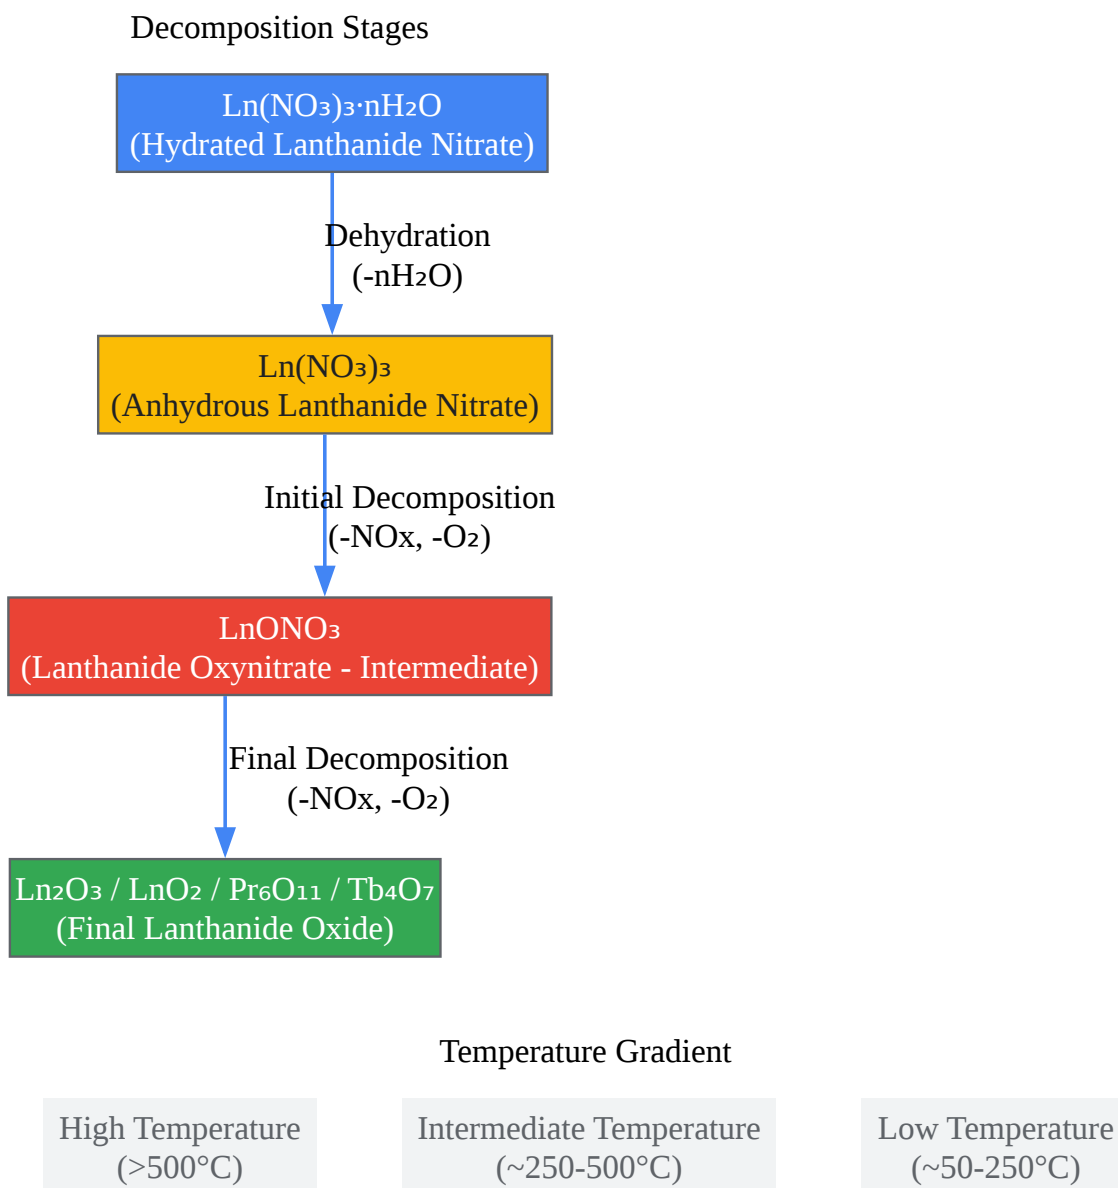 Decomposition Stages
Ln(NO₃)₃·nH₂O
(Hydrated Lanthanide Nitrate)
Dehydration
(-nH₂O)
Ln(NO₃)₃
(Anhydrous Lanthanide Nitrate)
Initial Decomposition
(-NOx, -O₂)
LnONO₃
(Lanthanide Oxynitrate - Intermediate)
Final Decomposition
(-NOx, -O₂)
Ln₂O₃ / LnO₂ / Pr₆O₁₁ / Tb₄O₇
(Final Lanthanide Oxide)
Temperature Gradient
High Temperature
(>500°C)
Intermediate Temperature
(~250-500°C)
Low Temperature
(~50-250°C)